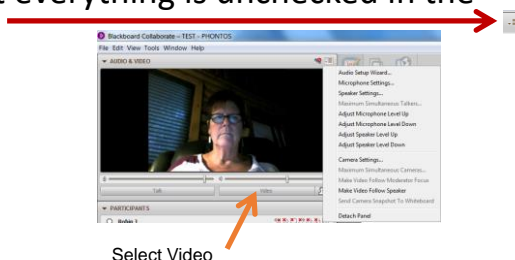 everything is unchecked in the
Blackboard Collaborate – TEST – PHONTOS
File Edit View Tools Window Help
AUDIO & VIDEO
Audio Setup Wizard...
Microphone Settings...
Speaker Settings...
Maximum Simultaneous Talkers...
Adjust Microphone Level Up
Adjust Microphone Level Down
Adjust Speaker Level Up
Adjust Speaker Level Down
Camera Settings...
Maximum Simultaneous Cameras...
Make Video Follow Moderator Focus
Make Video Follow Speaker
Send Camera Snapshot To Whiteboard
Detach Panel
Talk
Video
PARTICIPANTS
Robin 1
Select Video